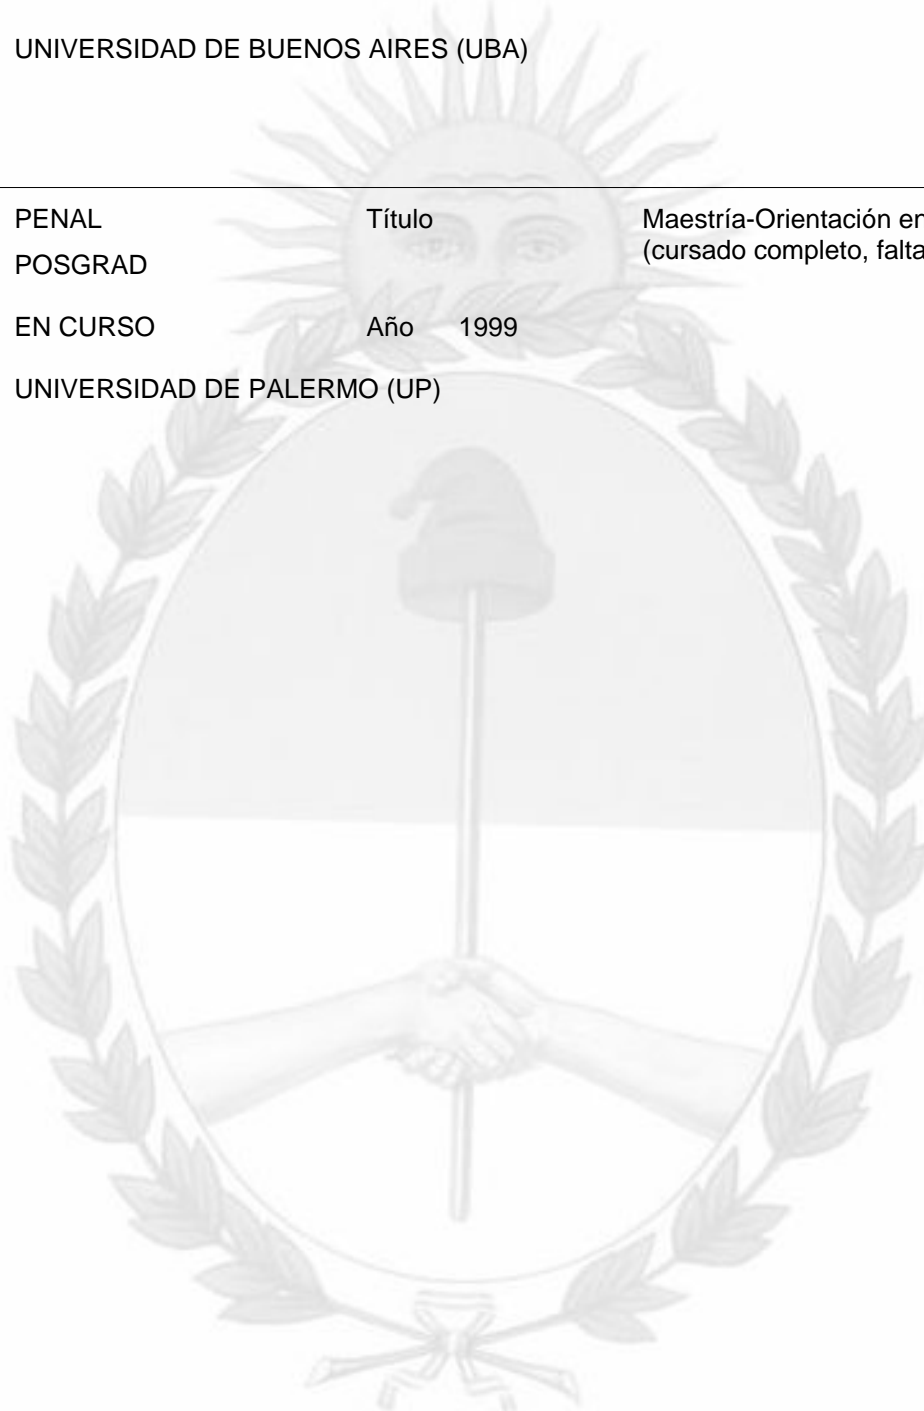 UNIVERSIDAD DE BUENOS AIRES (UBA)
PENAL Título Maestría-Orientación en
POSGRAD (cursado completo, falta
EN CURSO Año 1999
UNIVERSIDAD DE PALERMO (UP)